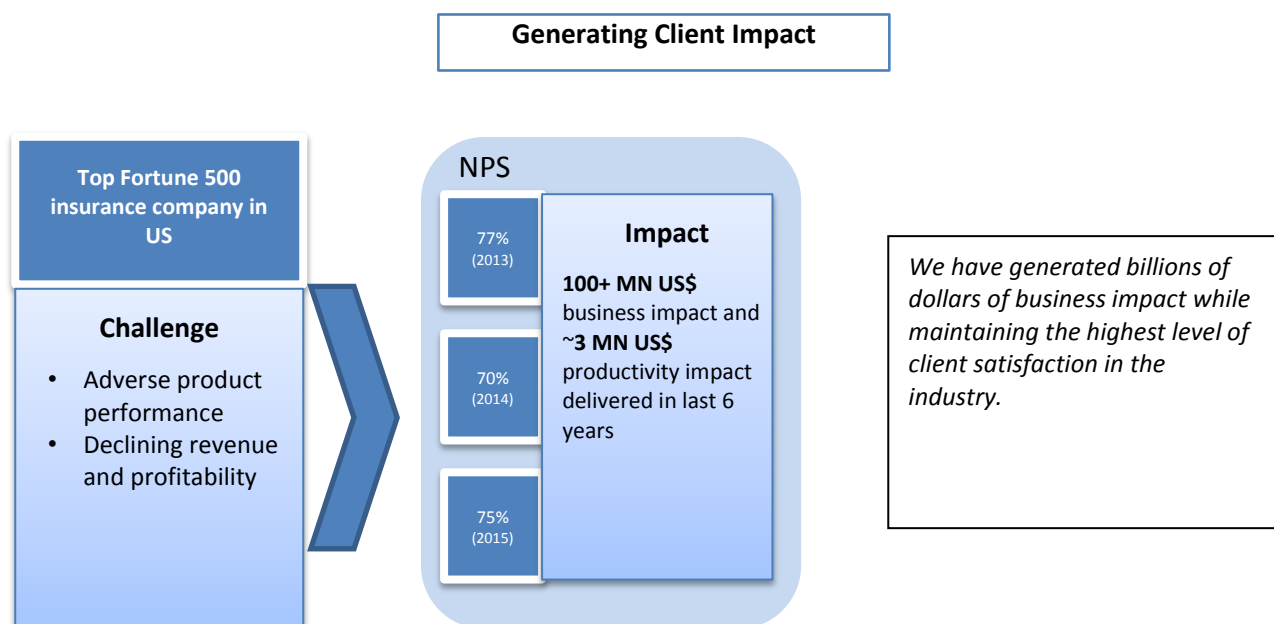 Generating Client Impact
Top Fortune 500
insurance company in
US
Challenge
• Adverse product
performance
• Declining revenue
and profitability
NPS
77%
(2013)
70%
(2014)
75%
(2015)
Impact
100+ MN US$
business impact and
~3 MN US$
productivity impact
delivered in last 6
years
We have generated billions of
dollars of business impact while
maintaining the highest level of
client satisfaction in the
industry.